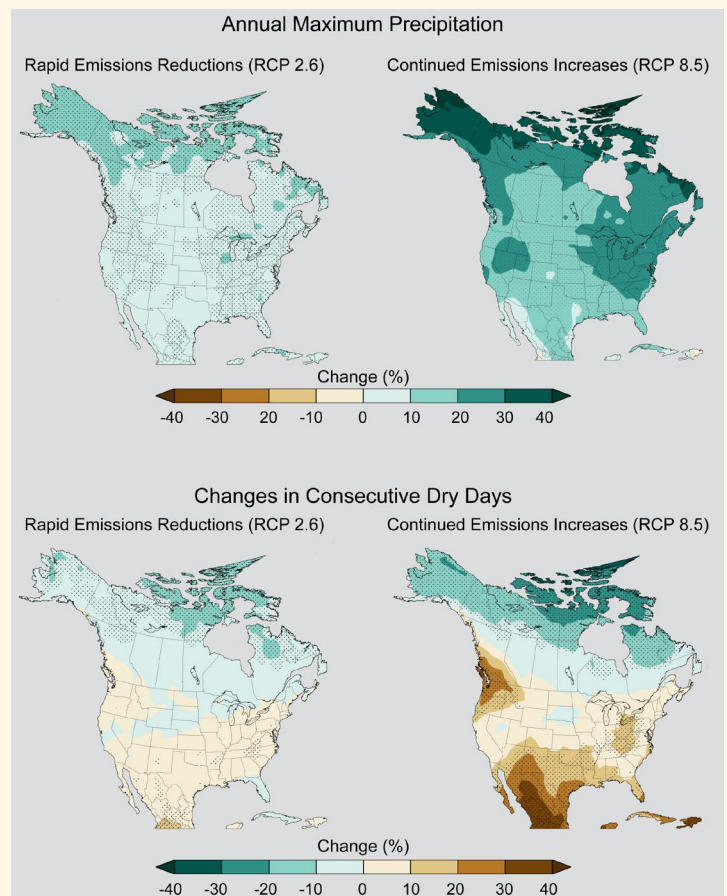 Annual Maximum Precipitation
Rapid Emissions Reductions (RCP 2.6)
Continued Emissions Increases (RCP 8.5)
Change (%)
-40 -30 20 -10 0 10 20 30 40
Changes in Consecutive Dry Days
Rapid Emissions Reductions (RCP 2.6)
Continued Emissions Increases (RCP 8.5)
Change (%)
-40 -30 -20 -10 0 10 20 30 40